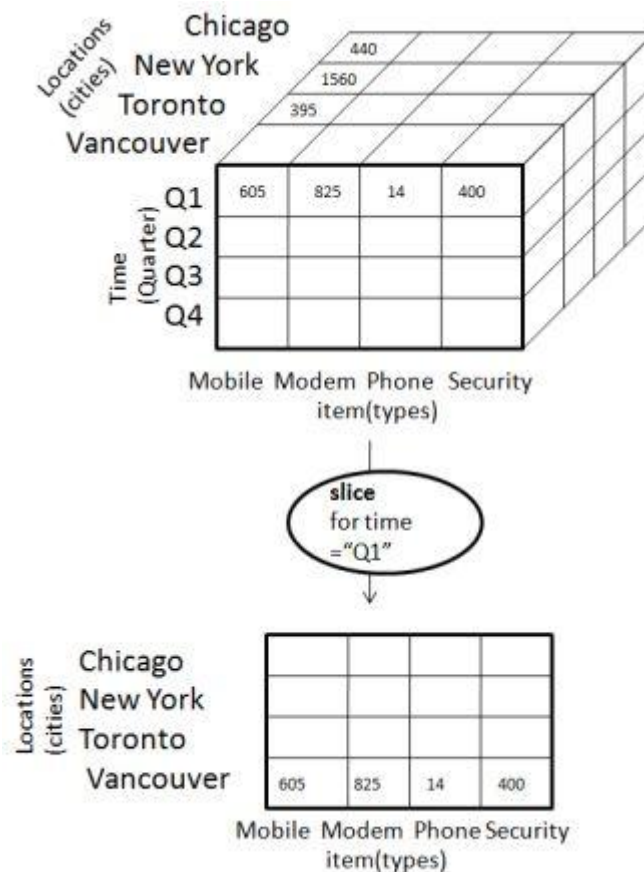 Locations
(cities)
Chicago
New York
Toronto
Vancouver
440
1560
395
Time
(Quarter)
Q1
605 825 14 400
Q2
Q3
Q4
Mobile Modem Phone Security
item(types)
slice
for time
=“Q1”
Locations
(cities)
Chicago
New York
Toronto
Vancouver 605 825 14 400
Mobile Modem Phone Security
item(types)